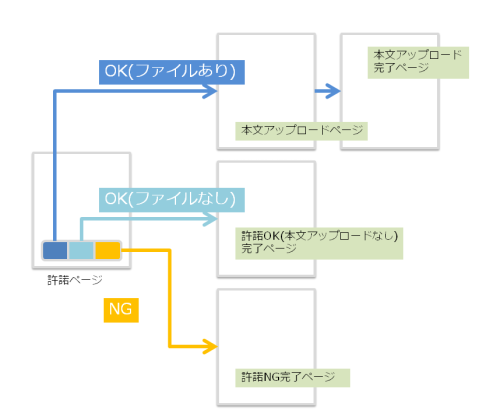 OK(ファイルあり)
本文アップロード
完了ページ
本文アップロードページ
OK(ファイルなし)
許諾OK(本文アップロードなし)
完了ページ
許諾ページ
NG
許諾NG完了ページ